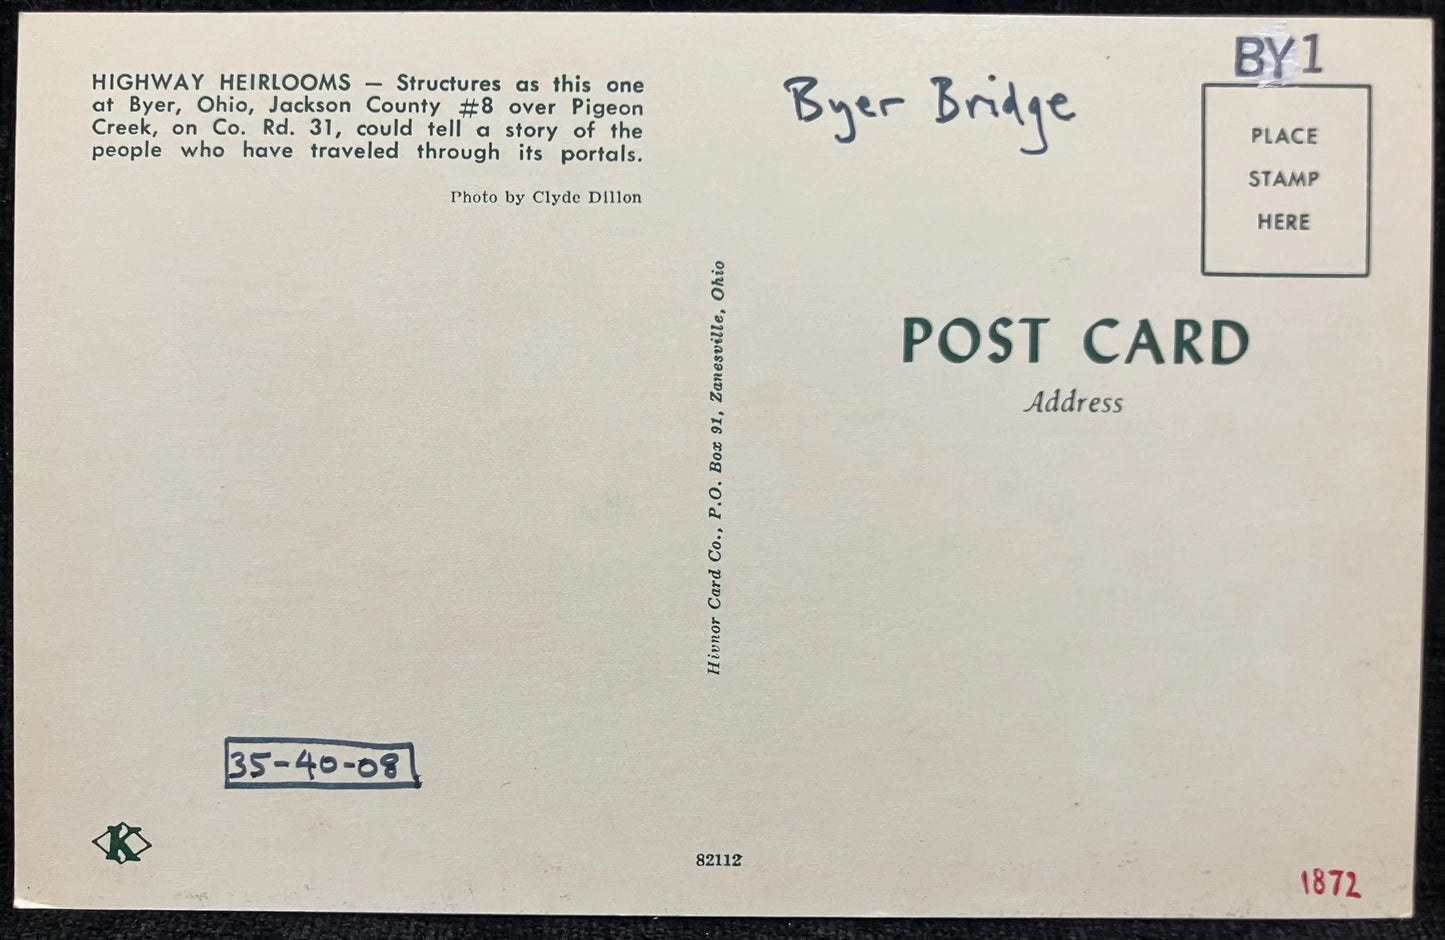 HIGHWAY HEIRLOOMS — Structures as this one
at Byer, Ohio, Jackson County #8 over Pigeon
Creek, on Co. Rd. 31, could tell a story of the
people who have traveled through its portals.
Photo by Clyde Dillon
35-40-08
K
Hivnor Card Co., P.O. Box 91, Zanesville, Ohio
82112
Byer Bridge
BY1
PLACE
STAMP
HERE
POST CARD
Address
1872